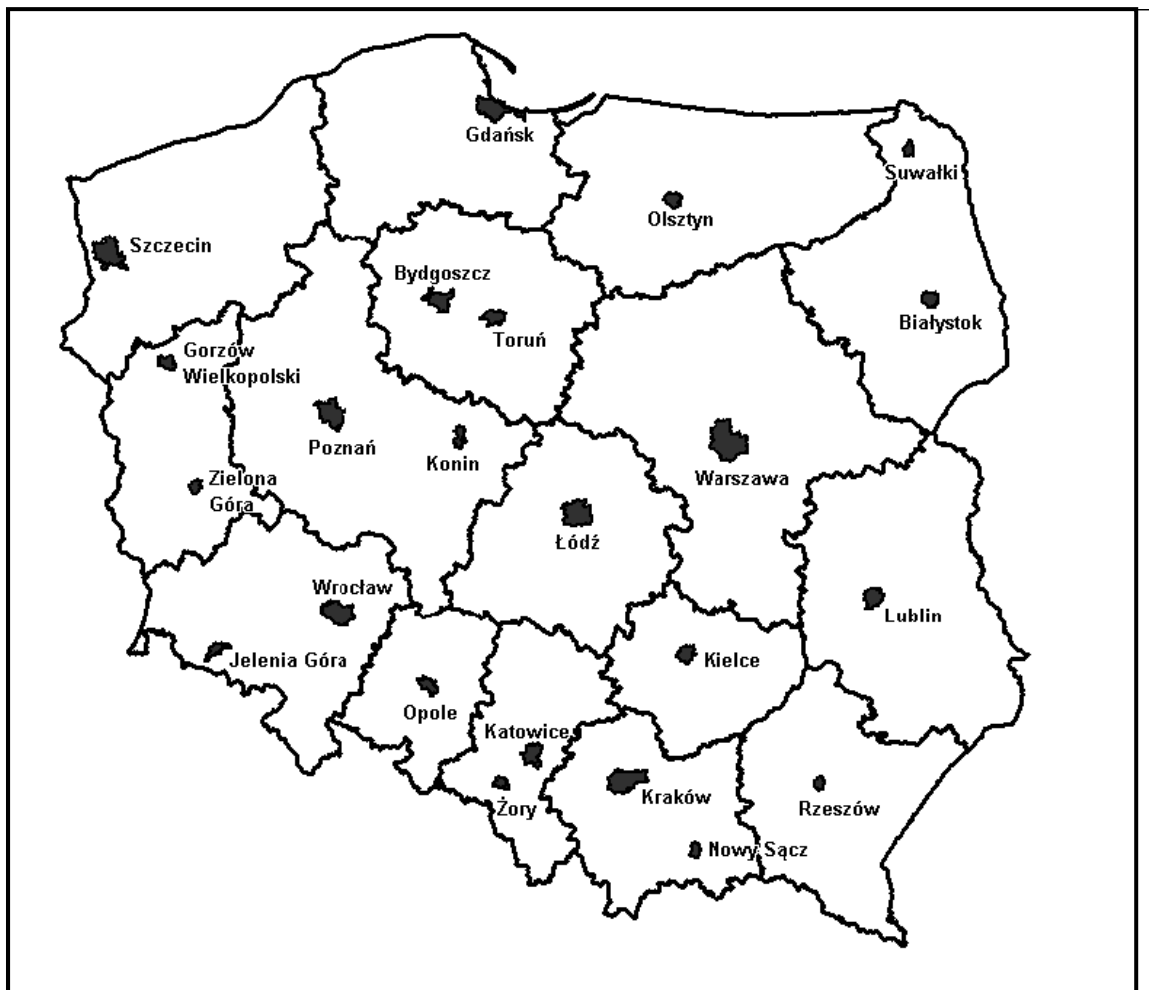 Gdańsk
Suwałki
Olsztyn
Szczecin
Bydgoszcz
Toruń
Białystok
Gorzów
Wielkopolski
Poznań
Konin
Warszawa
Zielona
Góra
Łódź
Wrocław
Lublin
Jelenia Góra
Kielce
Opole
Katowice
Żory
Kraków
Rzeszów
Nowy Sącz